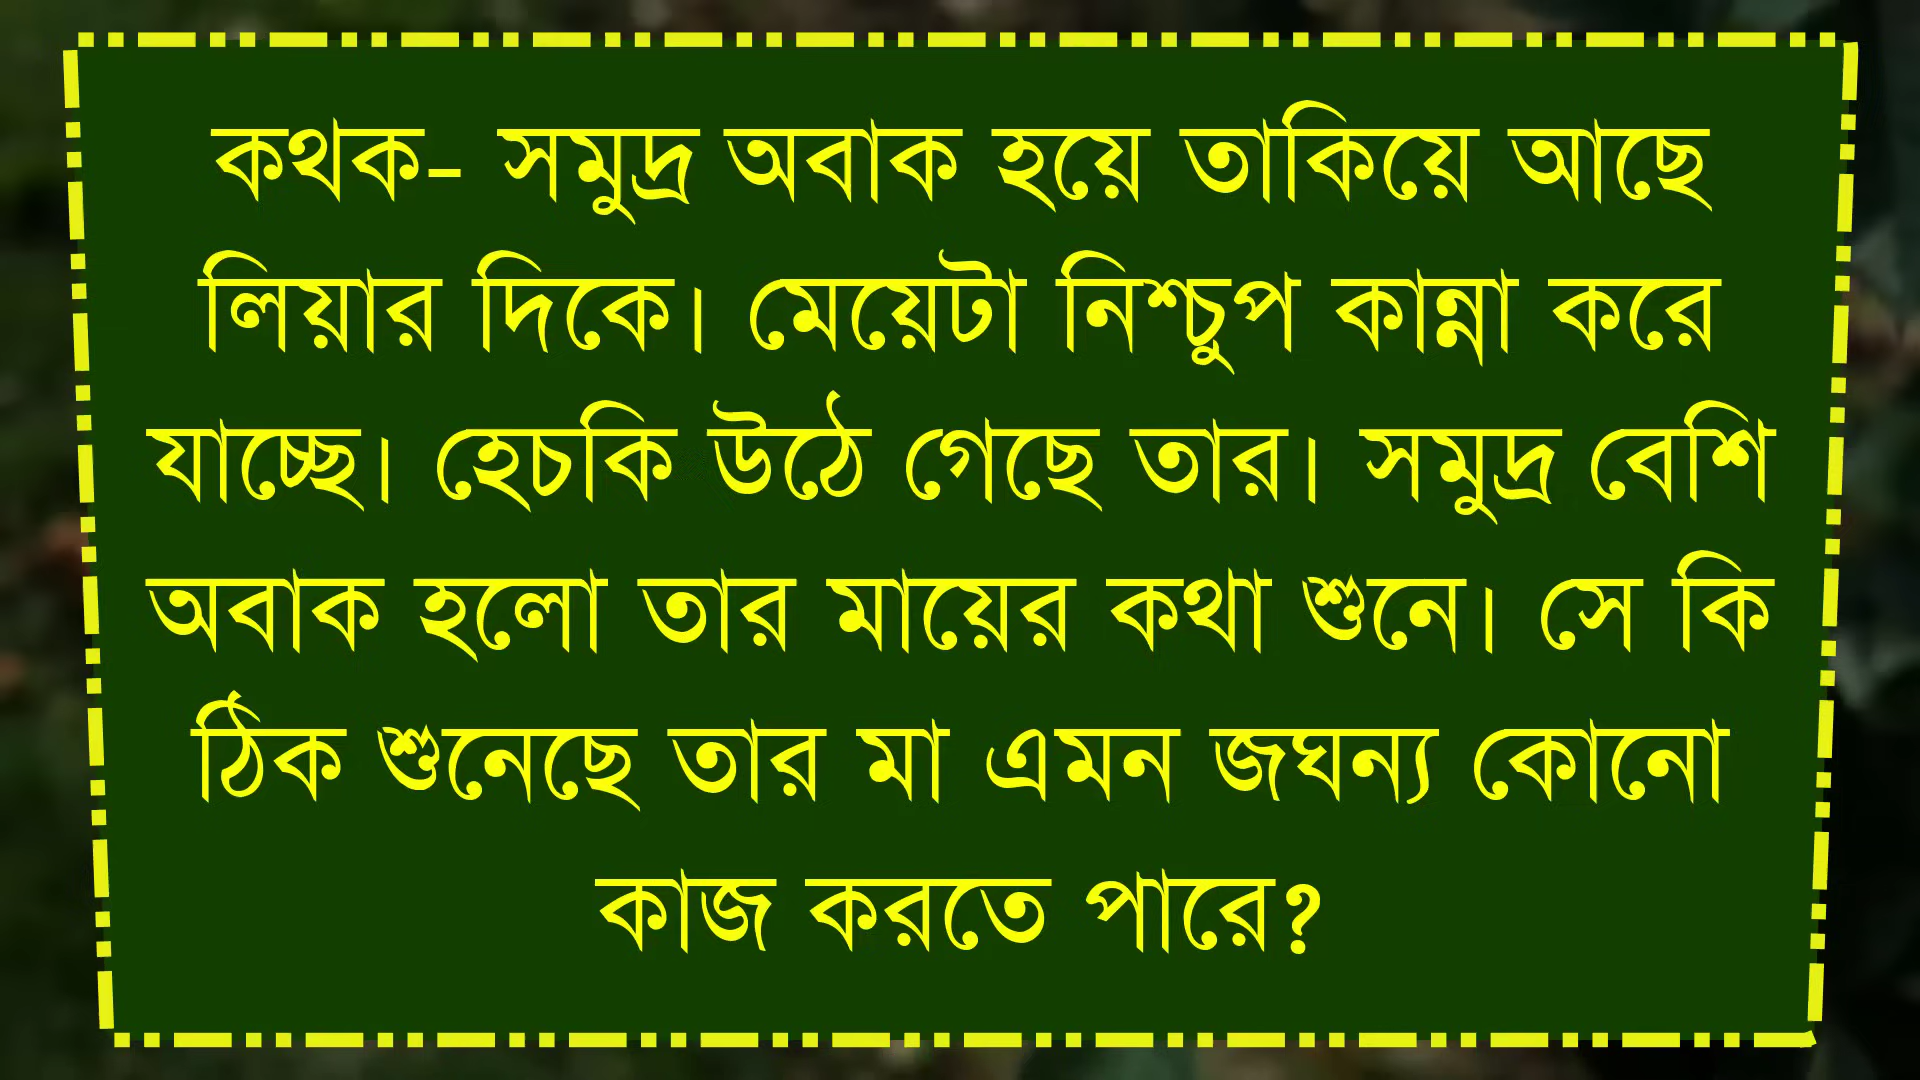 কথক- সমুদ্র অবাক হয়ে তাকিয়ে আছে
লিয়ার দিকে। মেয়েটা নিশ্চুপ কান্না করে
যাচ্ছে। হেচকি উঠে গেছে তার। সমুদ্র বেশি
অবাক হলো তার মায়ের কথা শুনে। সে কি
ঠিক শুনেছে তার মা এমন জঘন্য কোনো
কাজ করতে পারে?